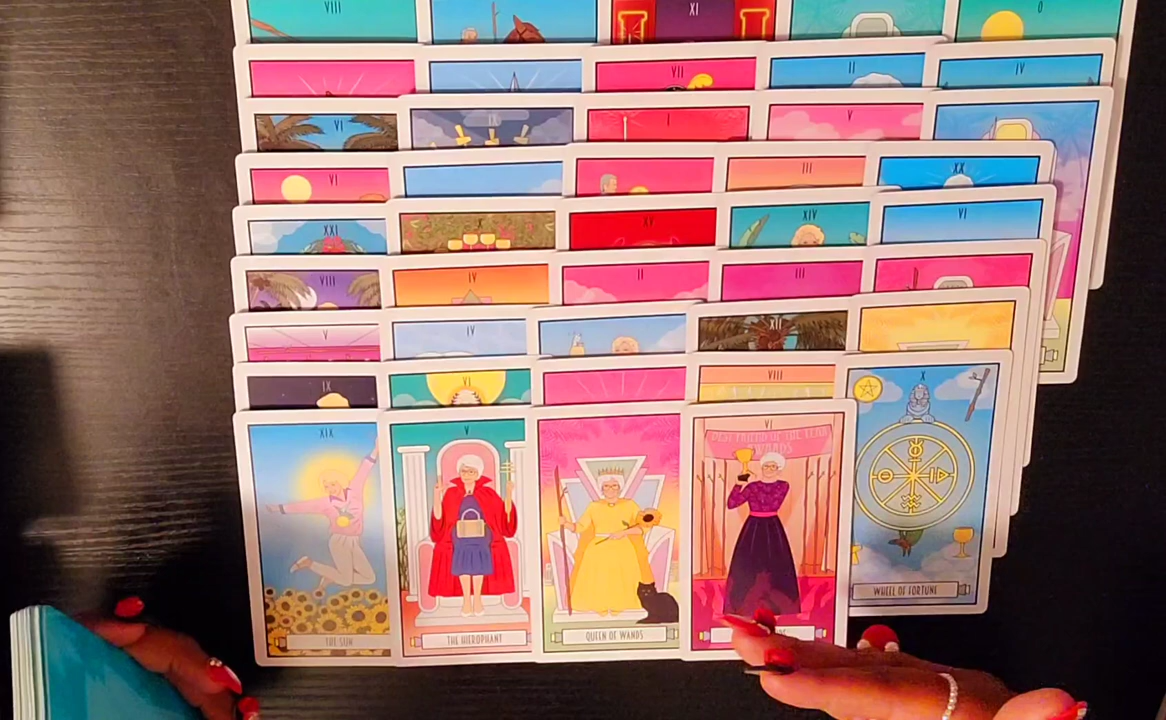 VIII
XI
0
VII
II
IV
VI
IX
I
V
VI
III
XX
XXI
X
XV
XIV
VI
VIII
IV
II
III
V
IV
XII
IX
VI
VIII
XIX
THE SUN
V
THE HIEROPHANT
QUEEN OF WANDS
VI
BEST FRIEND OF THE YEAR
AWARDS
X
WHEEL OF FORTUNE